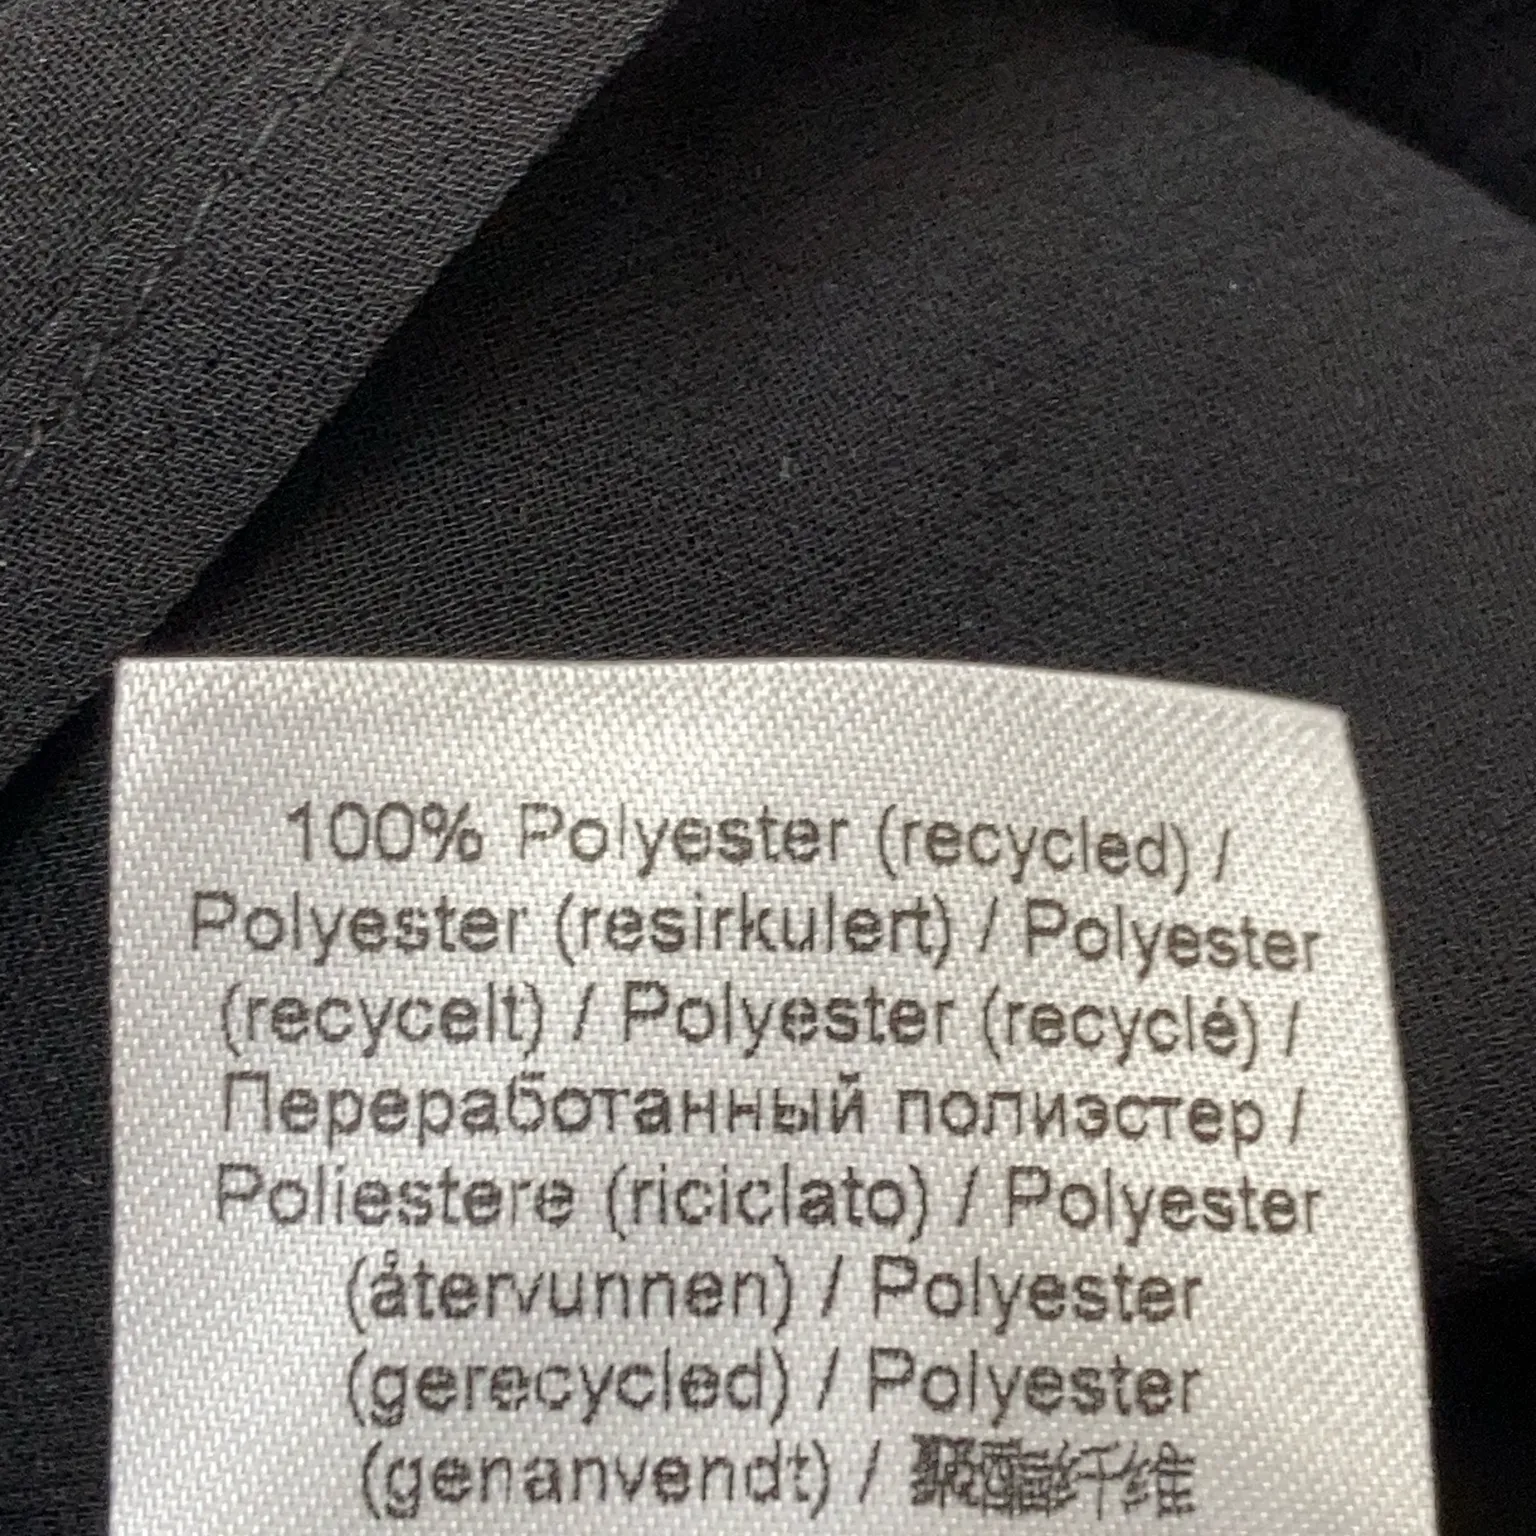 100% Polyester (recycled) /
Polyester (resirkulert) / Polyester
(recycelt) / Polyester (recyclé) /
Переработанный полиэстер /
Poliestere (riciclato) / Polyester
(återvunnen) / Polyester
(gerecycled) / Polyester
(genanvendt) / 聚酯纤维